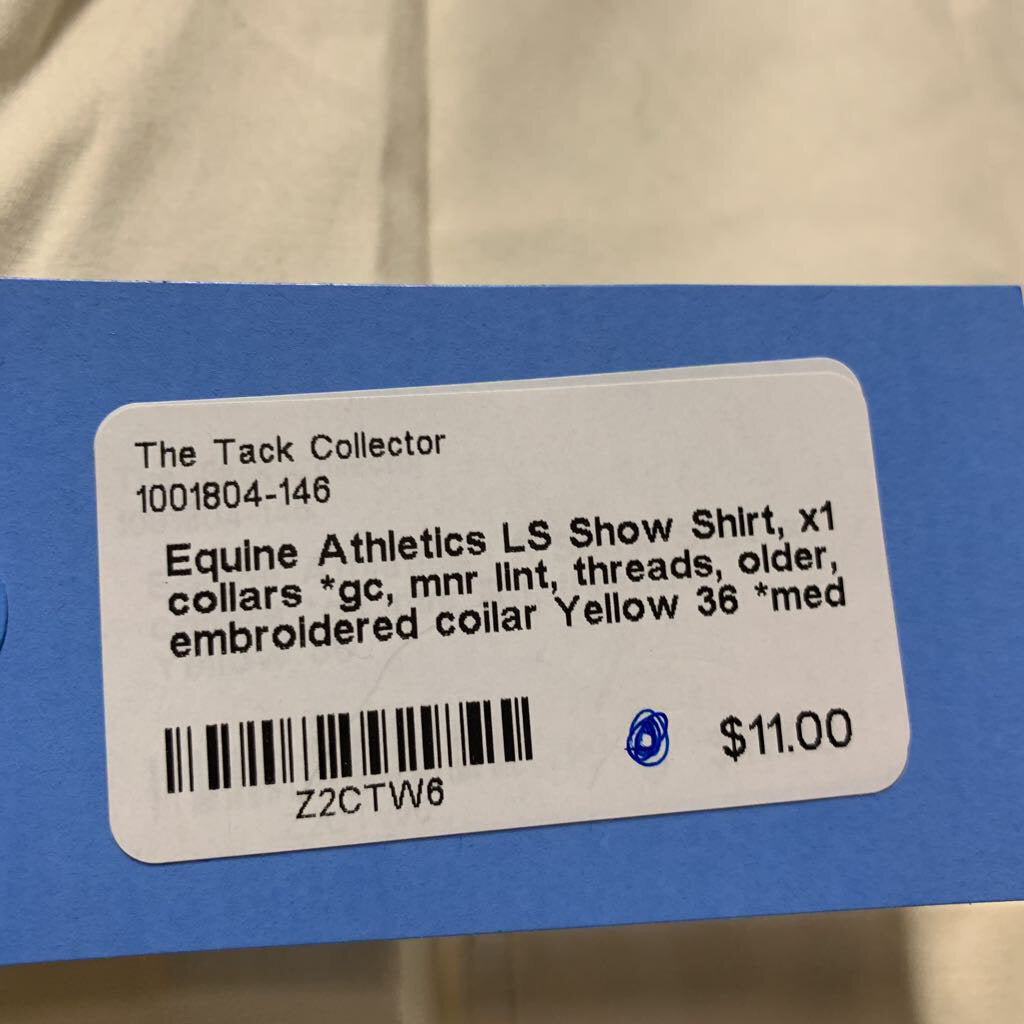 The Tack Collector
1001804-146
Equine Athletics LS Show Shirt, x1
collars *gc, mnr lint, threads, older,
embroidered collar Yellow 36 *med
$11.00
Z2CTW6